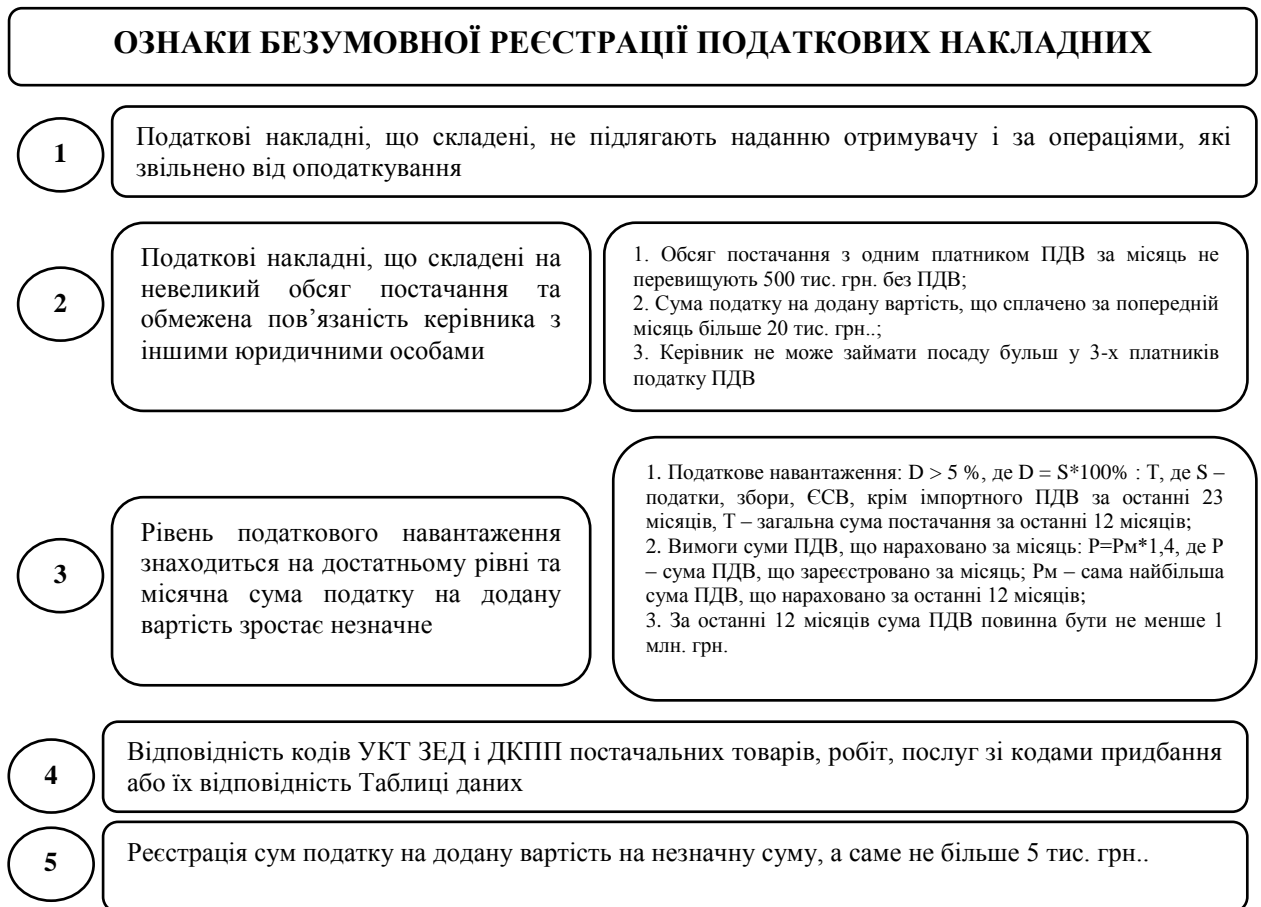 ОЗНАКИ БЕЗУМОВНОЇ РЕЄСТРАЦІЇ ПОДАТКОВИХ НАКЛАДНИХ
1
Податкові накладні, що складені, не підлягають наданню отримувачу і за операціями, які
звільнено від оподаткування
2
Податкові накладні, що складені на
невеликий обсяг постачання та
обмежена пов’язаність керівника з
іншими юридичними особами
1. Обсяг постачання з одним платником ПДВ за місяць не
перевищують 500 тис. грн. без ПДВ;
2. Сума податку на додану вартість, що сплачено за попередній
місяць більше 20 тис. грн..;
3. Керівник не може займати посаду бульш у 3-х платників
податку ПДВ
3
Рівень податкового навантаження
знаходиться на достатньому рівні та
місячна сума податку на додану
вартість зростає незначне
1. Податкове навантаження: D > 5 %, де D = S*100% : T, де S –
податки, збори, ЄСВ, крім імпортного ПДВ за останні 23
місяців, Т – загальна сума постачання за останні 12 місяців;
2. Вимоги суми ПДВ, що нараховано за місяць: Р=Рм*1,4, де Р
– сума ПДВ, що зареєстровано за місяць; Рм – сама найбільша
сума ПДВ, що нараховано за останні 12 місяців;
3. За останні 12 місяців сума ПДВ повинна бути не менше 1
млн. грн.
4
Відповідність кодів УКТ ЗЕД і ДКПП постачальних товарів, робіт, послуг зі кодами придбання
або їх відповідність Таблиці даних
5
Реєстрація сум податку на додану вартість на незначну суму, а саме не більше 5 тис. грн..